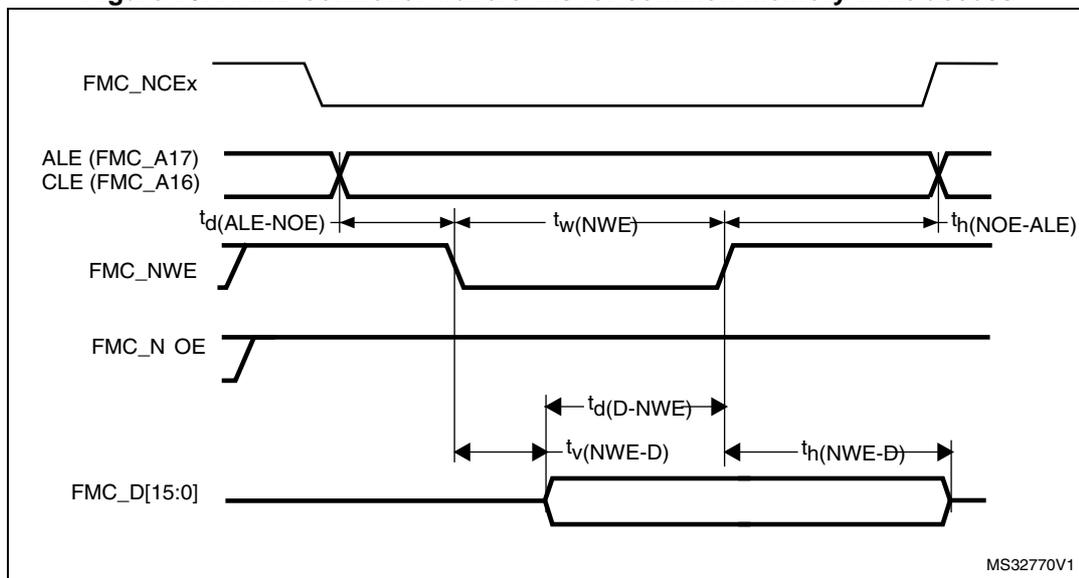 FMC_NCEx
ALE (FMC_A17)
CLE (FMC_A16)
td(ALE-NOE)
tw(NWE)
th(NOE-ALE)
FMC_NWE
FMC_N OE
td(D-NWE)
tv(NWE-D)
th(NWE-D)
FMC_D[15:0]
MS32770V1